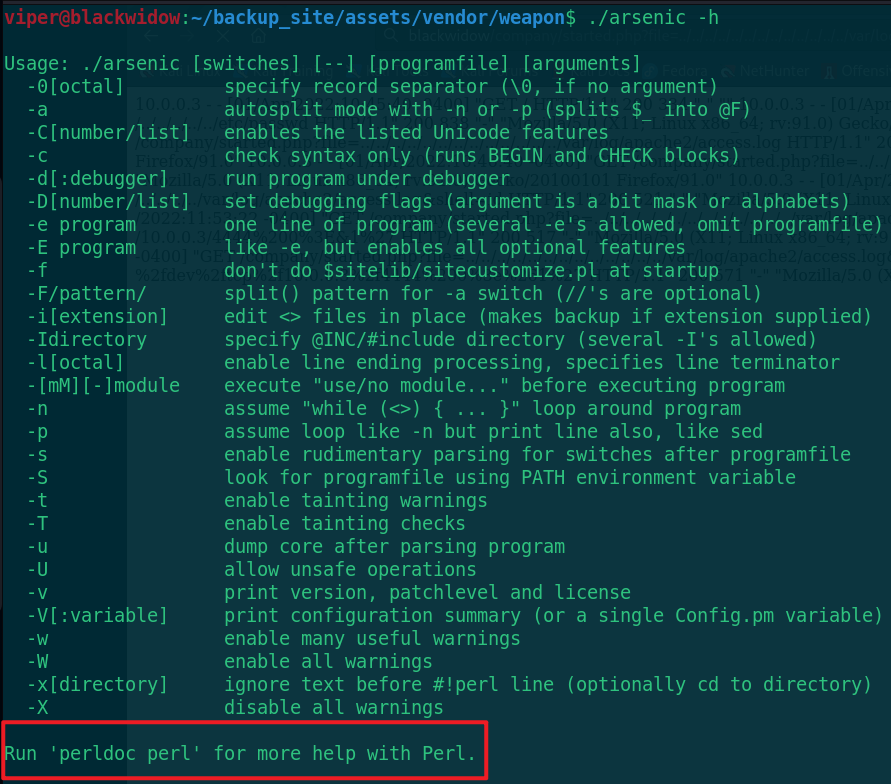 viper@blackwidow:~/backup_site/assets/vendor/weapon$ ./arsenic -h
Usage: ./arsenic [switches] [--] [programfile] [arguments]
  -0[octal]         specify record separator (\0, if no argument)
  -a                autosplit mode with -n or -p (splits $_ into @F)
  -C[number/list]   enables the listed Unicode features
  -c                check syntax only (runs BEGIN and CHECK blocks)
  -d[:debugger]     run program under debugger
  -D[number/list]   set debugging flags (argument is a bit mask or alphabets)
  -e program        one line of program (several -e's allowed, omit programfile)
  -E program        like -e, but enables all optional features
  -f                don't do $sitelib/sitecustomize.pl at startup
  -F/pattern/       split() pattern for -a switch (//'s are optional)
  -i[extension]     edit <> files in place (makes backup if extension supplied)
  -Idirectory       specify @INC/#include directory (several -I's allowed)
  -l[octal]         enable line ending processing, specifies line terminator
  -[mM][-]module    execute "use/no module..." before executing program
  -n                assume "while (<>) { ... }" loop around program
  -p                assume loop like -n but print line also, like sed
  -s                enable rudimentary parsing for switches after programfile
  -S                look for programfile using PATH environment variable
  -t                enable tainting warnings
  -T                enable tainting checks
  -u                dump core after parsing program
  -U                allow unsafe operations
  -v                print version, patchlevel and license
  -V[:variable]     print configuration summary (or a single Config.pm variable)
  -w                enable many useful warnings
  -W                enable all warnings
  -x[directory]     ignore text before #!perl line (optionally cd to directory)
  -X                disable all warnings
Run 'perldoc perl' for more help with Perl.